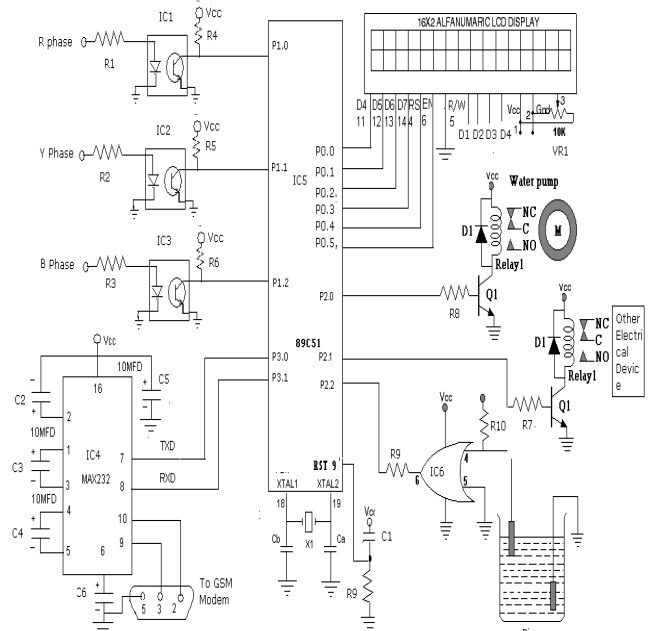 IC1
Vcc
R4
R phase
R1
P1.0
16X2 ALFANUMARIC LCD DISPLAY
D4 D5 D6 D7 RS EN R/W
11 12 13 14 4 6 5
D1 D2 D3 D4
Vcc Gnd 3
2
1
10K
VR1
IC2
Vcc
R5
Y Phase
R2
P1.1
IC5
P0.0
P0.1
P0.2,
P0.3
P0.4
P0.5,
Vcc
Water pump
NC
C
NO
D1
M
Relay1
IC3
Vcc
R6
B Phase
R3
P1.2
P2.0
R8
Q1
Vcc
NC
C
NO
D1
Relay1
Other
Electri
cal
Devic
e
89C51
Vcc
10MFD
P3.0
P3.1
P2.1
P2.2
R7
Q1
C2
16
C5
2
10MFD
IC4
MAX232
1
3
C3
10MFD
4
5
C4
TXD
7
RXD
8
10
9
6
C6
5 3 2
To GSM
Modem
RST 9
XTAL1 XTAL2
18 19
Cb
X1
Ca
Vcc
C1
R9
Vcc
R9
6
IC6
4
5
R10